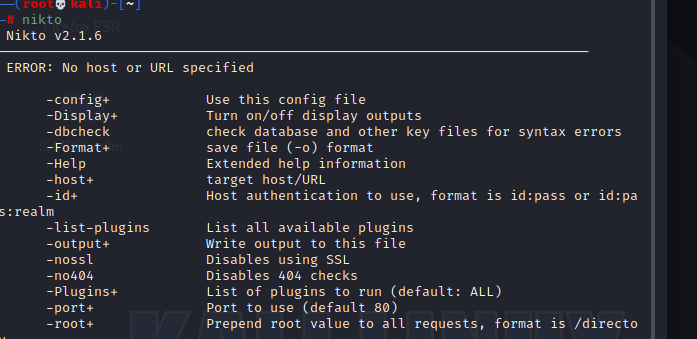 (root💀kali)-[~]
# nikto
Nikto v2.1.6
ERROR: No host or URL specified
-config+ Use this config file
-Display+ Turn on/off display outputs
-dbcheck check database and other key files for syntax errors
-Format+ save file (-o) format
-Help Extended help information
-host+ target host/URL
-id+ Host authentication to use, format is id:pass or id:pa
s:realm
-list-plugins List all available plugins
-output+ Write output to this file
-nossl Disables using SSL
-no404 Disables 404 checks
-Plugins+ List of plugins to run (default: ALL)
-port+ Port to use (default 80)
-root+ Prepend root value to all requests, format is /directo